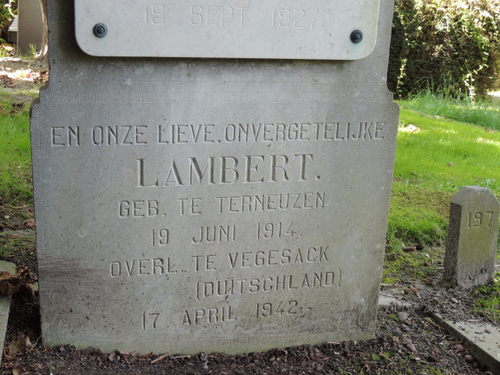 19 SEPT 1927.
EN ONZE LIEVE, ONVERGETELIJKE
LAMBERT.
GEB. TE TERNEUZEN
19 JUNI 1914.
OVERL. TE VEGESACK
(DUITSCHLAND)
17 APRIL 1942.
197